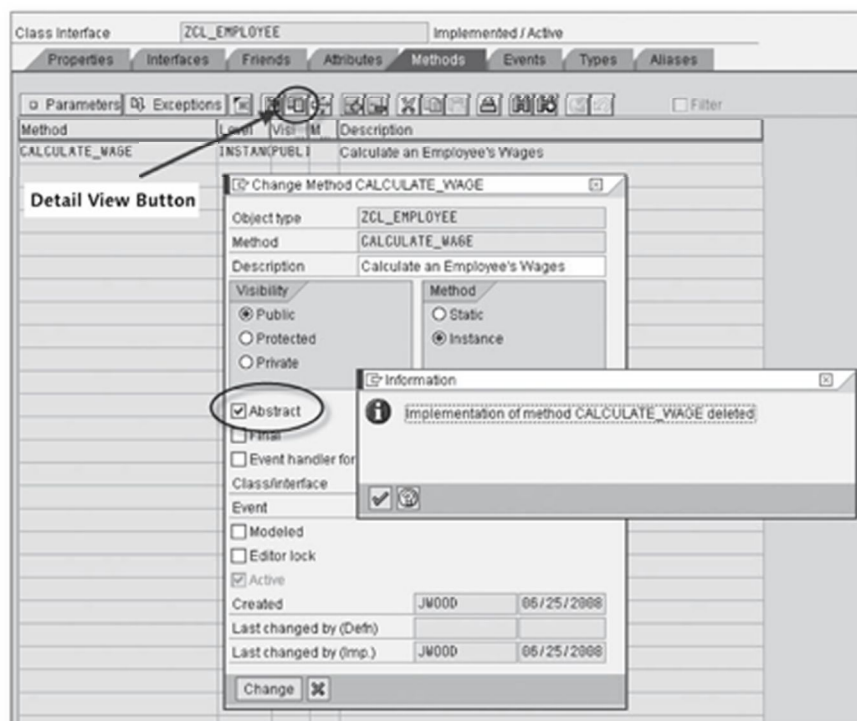 Class Interface ZCL_EMPLOYEE Implemented / Active
Properties Interfaces Friends Attributes Methods Events Types Aliases
Parameters Exceptions Filter
Method Level Visi M Description
CALCULATE_WAGE INSTANC PUBLI Calculate an Employee's Wages
Detail View Button
Change Method CALCULATE_WAGE
Object type ZCL_EMPLOYEE
Method CALCULATE_WAGE
Description Calculate an Employee's Wages
Visibility Method
Public Static
Protected Instance
Private
Information
Implementation of method CALCULATE_WAGE deleted
Abstract
Final
Event handler for
Class/interface
Event
Modeled
Editor lock
Active
Created JWOOD 06/25/2008
Last changed by (Defn)
Last changed by (Imp.) JWOOD 06/25/2008
Change